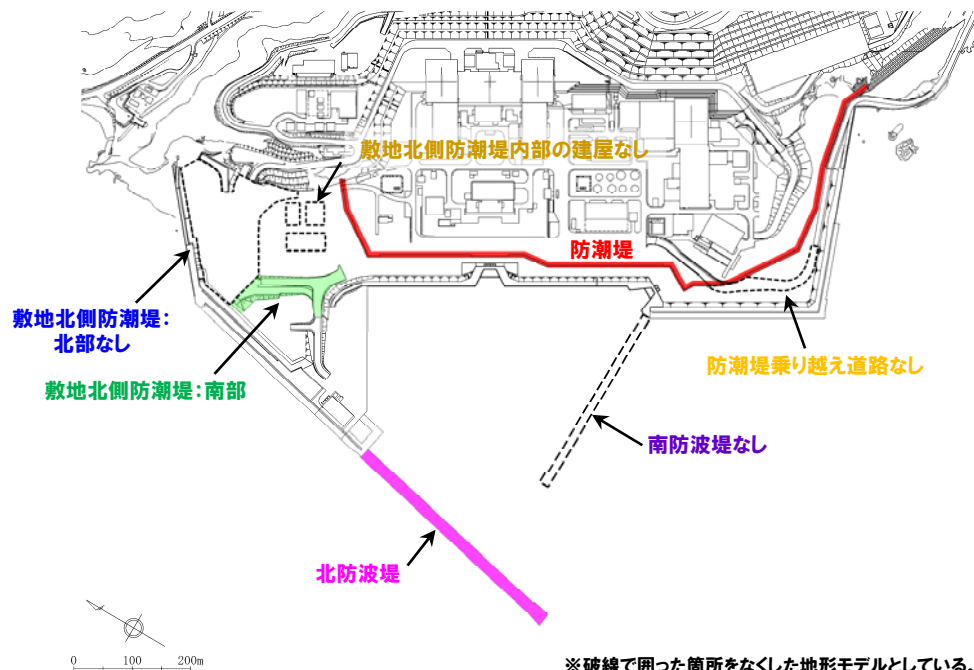 敷地北側防潮堤内部の建屋なし
防潮堤
敷地北側防潮堤：
北部なし
敷地北側防潮堤：南部
防潮堤乗り越え道路なし
南防波堤なし
北防波堤
0 100 200m
※破線で囲った箇所をなくした地形モデルとしている。